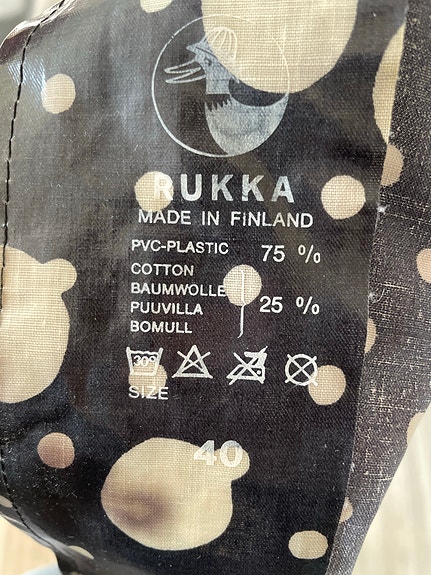 RUKKA
MADE IN FINLAND
PVC-PLASTIC 75 %
COTTON
BAUMWOLLE
PUUVILLA 25 %
BOMULL
30°
SIZE
40